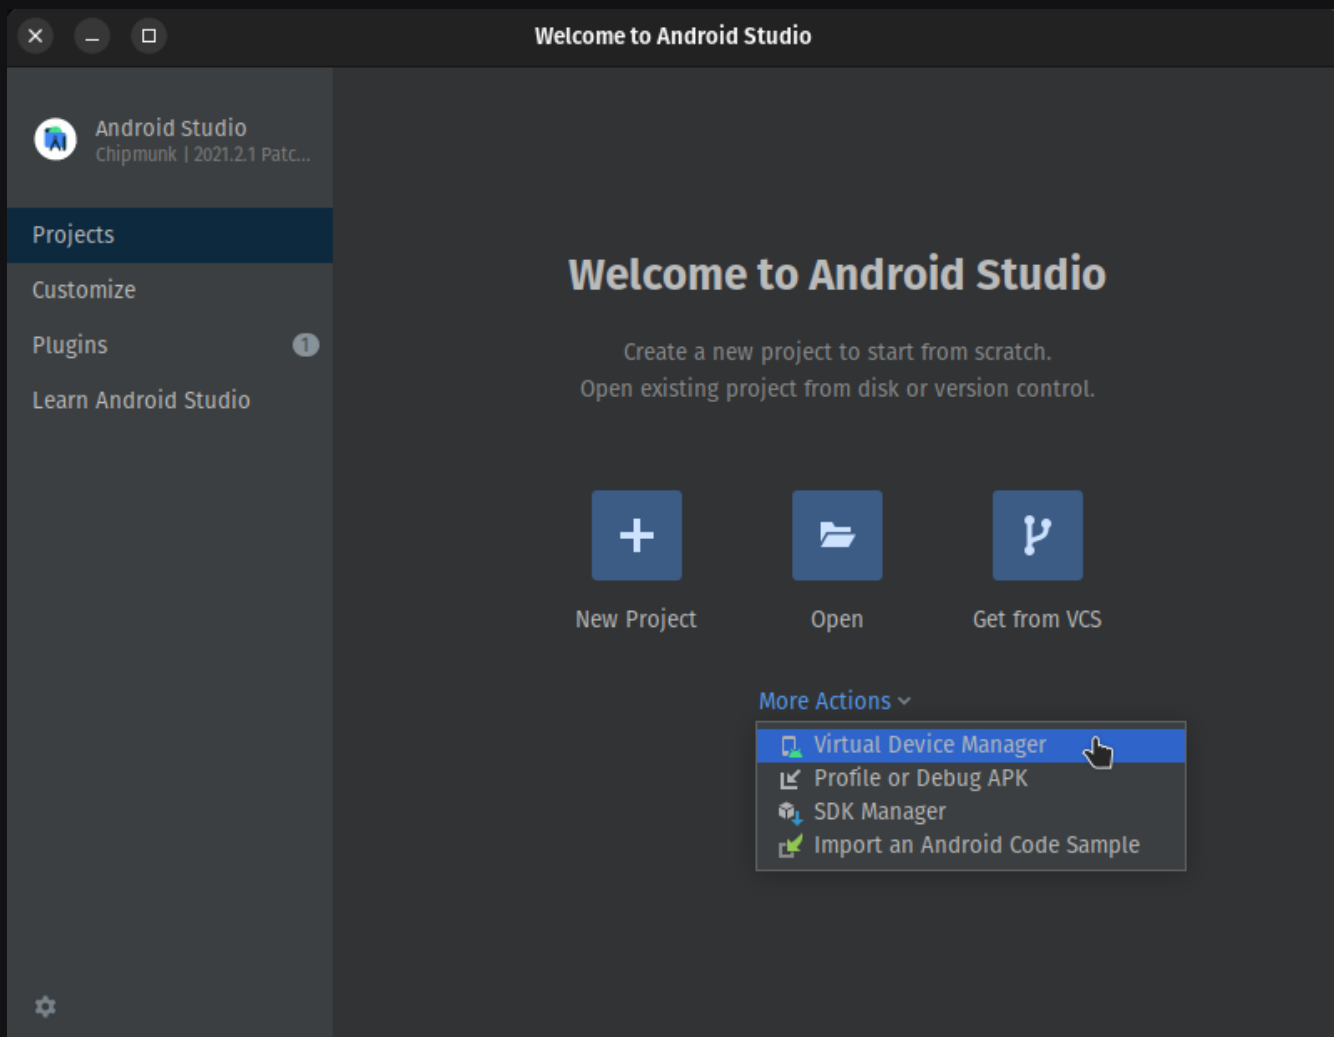 Welcome to Android Studio
Android Studio
Chipmunk | 2021.2.1 Patc...
Projects
Customize
Plugins
1
Learn Android Studio
Welcome to Android Studio
Create a new project to start from scratch.
Open existing project from disk or version control.
New Project
Open
Get from VCS
More Actions
Virtual Device Manager
Profile or Debug APK
SDK Manager
Import an Android Code Sample